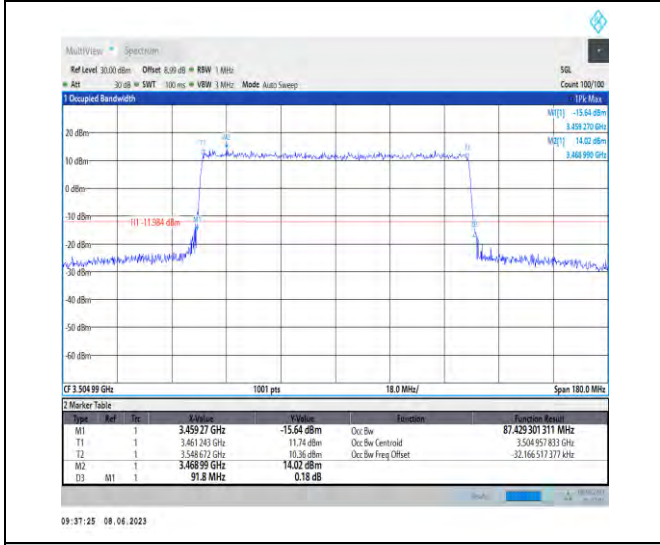 MultiView Spectrum
Ref Level 30.00 dBm Offset 8.99 dB RBW 1 MHz SGL
Att 30 dB SWT 100 ms VBW 3 MHz Mode Auto Sweep Count 100/100
1 Occupied Bandwidth 1Pk Max
M1[1] -15.64 dBm
3.459 270 GHz
M2[1] 14.02 dBm
3.468 990 GHz
20 dBm
10 dBm
0 dBm
-10 dBm
H1 -11.984 dBm
M1
T1
M2
-20 dBm
-30 dBm
-40 dBm
-50 dBm
-60 dBm
CF 3.504 99 GHz 1001 pts 18.0 MHz/ Span 180.0 MHz
2 Marker Table
Type Ref Trc X-Value Y-Value Function Function Result
M1 1 3.459 27 GHz -15.64 dBm Occ Bw 87.429 301 311 MHz
T1 1 3.461 243 GHz 11.74 dBm Occ Bw Centroid 3.504 957 833 GHz
T2 1 3.548 672 GHz 10.36 dBm Occ Bw Freq Offset -32.166 517 377 kHz
M2 1 3.468 99 GHz 14.02 dBm
D3 M1 1 91.8 MHz 0.18 dB
09:37:25 08.06.2023